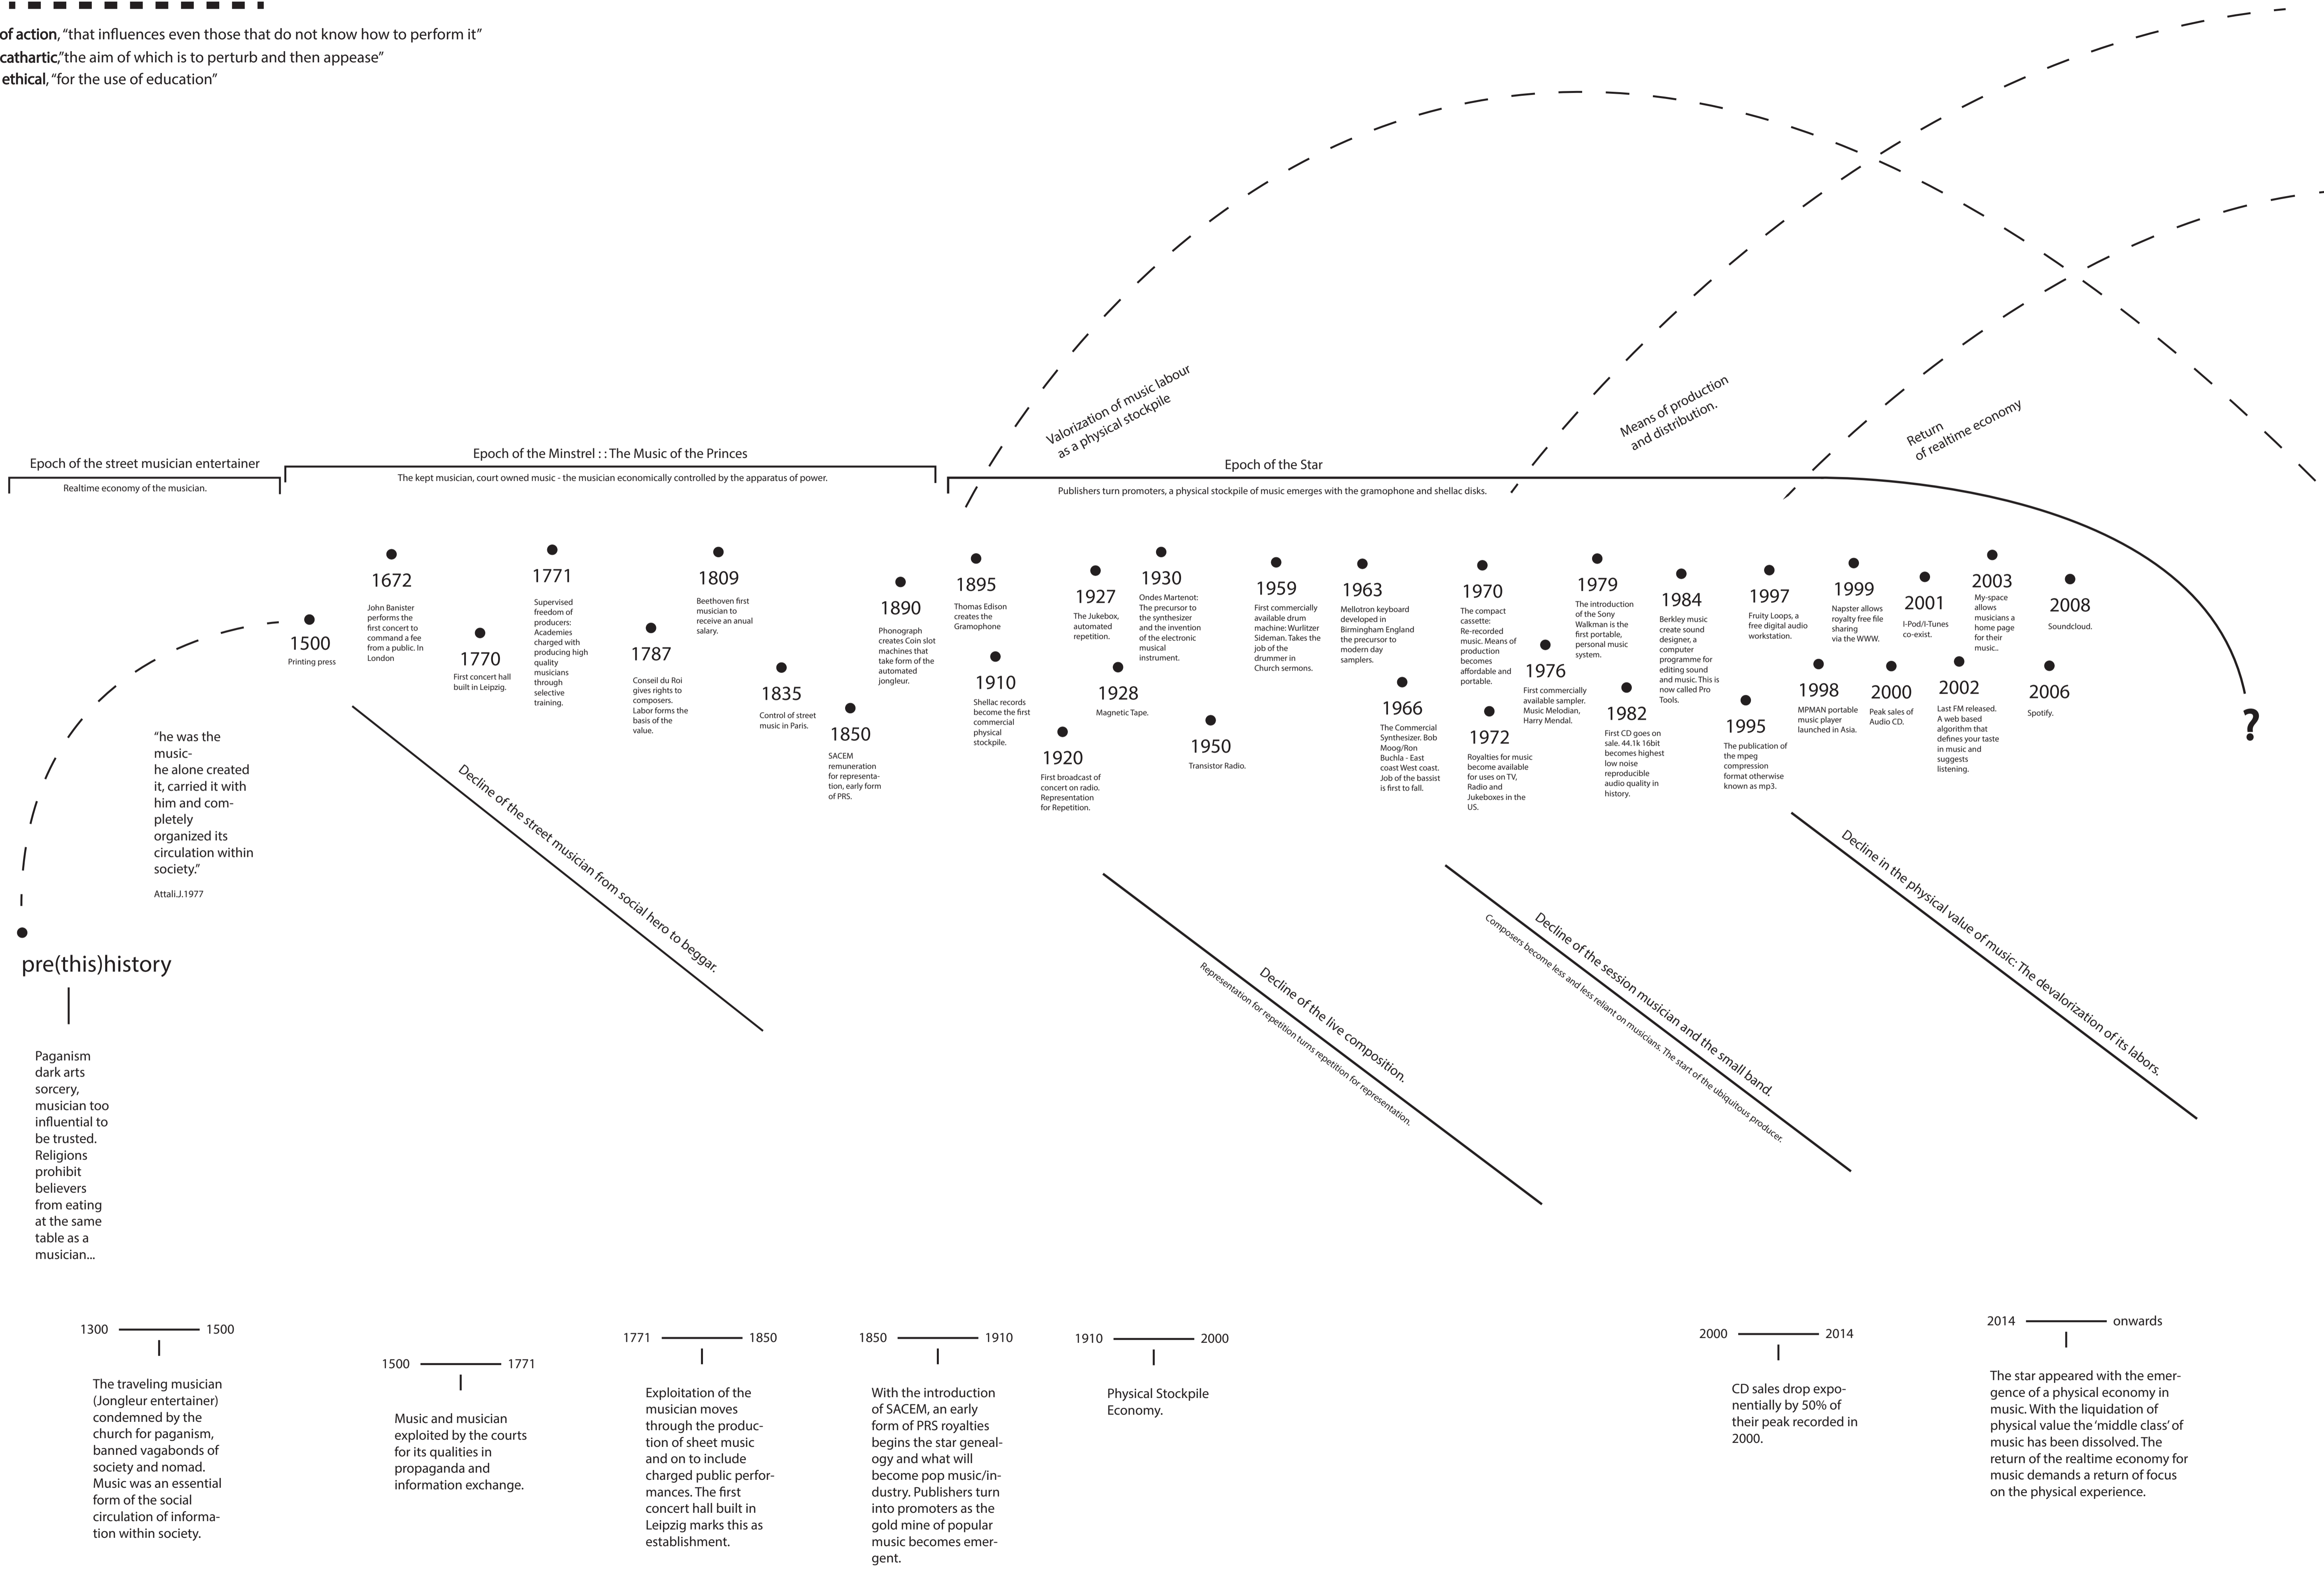 of action, “that influences even those that do not know how to perform it”
cathartic,”the aim of which is to perturb and then appease”
ethical, “for the use of education”
Valorization of music labour
as a physical stockpile
Means of production
and distribution.
Return
of realtime economy
Epoch of the street musician entertainer
Realtime economy of the musician.
Epoch of the Minstrel : : The Music of the Princes
The kept musician, court owned music - the musician economically controlled by the apparatus of power.
Epoch of the Star
Publishers turn promoters, a physical stockpile of music emerges with the gramophone and shellac disks.
1500
Printing press
1672
John Banister
performs the
first concert to
command a fee
from a public. In
London
1770
First concert hall
built in Leipzig.
1771
Supervised
freedom of
producers:
Academies
charged with
producing high
quality
musicians
through
selective
training.
1787
Conseil du Roi
gives rights to
composers.
Labor forms the
basis of the
value.
1809
Beethoven first
musician to
receive an anual
salary.
1835
Control of street
music in Paris.
1850
SACEM
remuneration
for representa-
tion, early form
of PRS.
1890
Phonograph
creates Coin slot
machines that
take form of the
automated
jongleur.
1895
Thomas Edison
creates the
Gramophone
1910
Shellac records
become the first
commercial
physical
stockpile.
1920
First broadcast of
concert on radio.
Representation
for Repetition.
1927
The Jukebox,
automated
repetition.
1928
Magnetic Tape.
1930
Ondes Martenot:
The precursor to
the synthesizer
and the invention
of the electronic
musical
instrument.
1950
Transistor Radio.
1959
First commercially
available drum
machine: Wurlitzer
Sideman. Takes the
job of the
drummer in
Church sermons.
1963
Mellotron keyboard
developed in
Birmingham England
the precursor to
modern day
samplers.
1966
The Commercial
Synthesizer. Bob
Moog/Ron
Buchla - East
coast West coast.
Job of the bassist
is first to fall.
1970
The compact
cassette:
Re-recorded
music. Means of
production
becomes
affordable and
portable.
1972
Royalties for music
become available
for uses on TV,
Radio and
Jukeboxes in the
US.
1976
First commercially
available sampler.
Music Melodian,
Harry Mendal.
1979
The introduction
of the Sony
Walkman is the
first portable,
personal music
system.
1982
First CD goes on
sale. 44.1k 16bit
becomes highest
low noise
reproducible
audio quality in
history.
1984
Berkley music
create sound
designer, a
computer
programme for
editing sound
and music. This is
now called Pro
Tools.
1995
The publication of
the mpeg
compression
format otherwise
known as mp3.
1997
Fruity Loops, a
free digital audio
workstation.
1998
MPMAN portable
music player
launched in Asia.
1999
Napster allows
royalty free file
sharing
via the WWW.
2000
Peak sales of
Audio CD.
2001
I-Pod/I-Tunes
co-exist.
2002
Last FM released.
A web based
algorithm that
defines your taste
in music and
suggests
listening.
2003
My-space
allows
musicians a
home page
for their
music..
2006
Spotify.
2008
Soundcloud.
?
“he was the
music-
he alone created
it, carried it with
him and com-
pletely
organized its
circulation within
society.”
Attali.J.1977
Decline of the street musician from social hero to beggar.
Decline of the live composition.
Representation for repetition turns repetition for representation.
Decline of the session musician and the small band.
Composers become less and less reliant on musicians. The start of the ubiquitous producer.
Decline in the physical value of music: The devalorization of its labors.
pre(this)history
Paganism
dark arts
sorcery,
musician too
influential to
be trusted.
Religions
prohibit
believers
from eating
at the same
table as a
musician...
1300 1500
The traveling musician
(Jongleur entertainer)
condemned by the
church for paganism,
banned vagabonds of
society and nomad.
Music was an essential
form of the social
circulation of informa-
tion within society.
1500 1771
Music and musician
exploited by the courts
for its qualities in
propaganda and
information exchange.
1771 1850
Exploitation of the
musician moves
through the produc-
tion of sheet music
and on to include
charged public perfor-
mances. The first
concert hall built in
Leipzig marks this as
establishment.
1850 1910
With the introduction
of SACEM, an early
form of PRS royalties
begins the star geneal-
ogy and what will
become pop music/in-
dustry. Publishers turn
into promoters as the
gold mine of popular
music becomes emer-
gent.
1910 2000
Physical Stockpile
Economy.
2000 2014
CD sales drop expo-
nentially by 50% of
their peak recorded in
2000.
2014 onwards
The star appeared with the emer-
gence of a physical economy in
music. With the liquidation of
physical value the ‘middle class’ of
music has been dissolved. The
return of the realtime economy for
music demands a return of focus
on the physical experience.